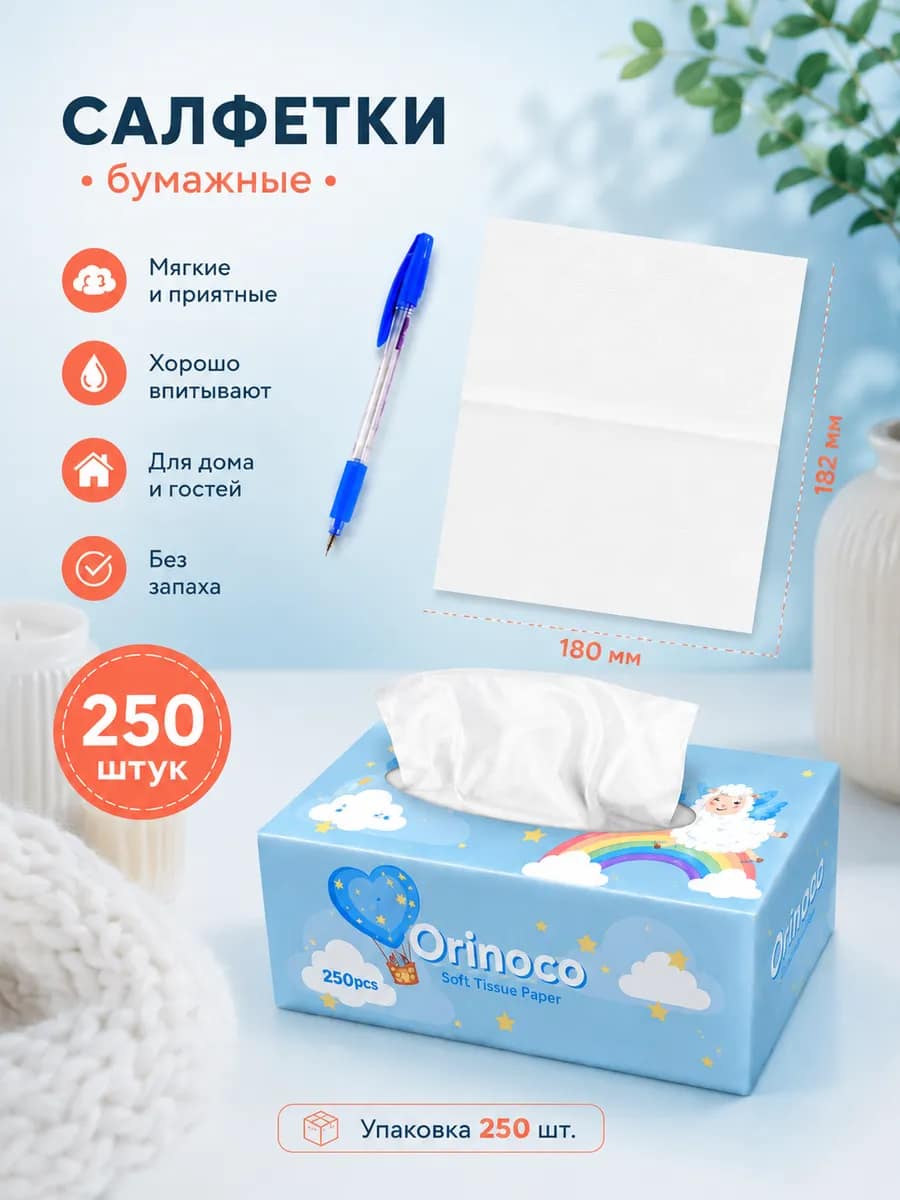 САЛФЕТКИ
• бумажные •
Мягкие
и приятные
Хорошо
впитывают
Для дома
и гостей
Без
запаха
250
штук
182 мм
180 мм
Orinoco
Soft Tissue Paper
250pcs
Orinoco
Упаковка 250 шт.